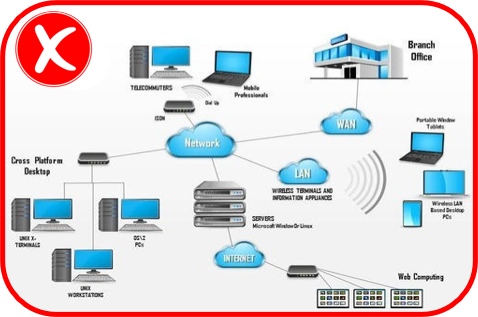 Branch
Office
TELECOMMUTERS
Mobile
Professionals
Dial Up
ISDN
WAN
Portable Window
Tablets
Network
Cross Platform
Desktop
LAN
WIRELESS TERMINALS AND
INFORMATION APPLIANCES
Wireless LAN
Based Desktop
PCs
SERVERS
Microsoft Window Or Linux
UNIX X-
TERMINALS
OS\2
PCs
INTERNET
Web Computing
UNIX
WORKSTATIONS